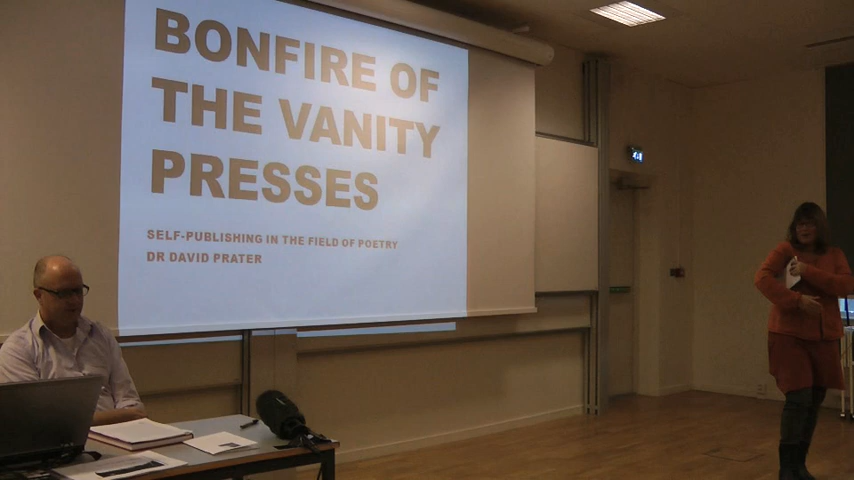 BONFIRE OF
THE VANITY
PRESSES
SELF-PUBLISHING IN THE FIELD OF POETRY
DR DAVID PRATER